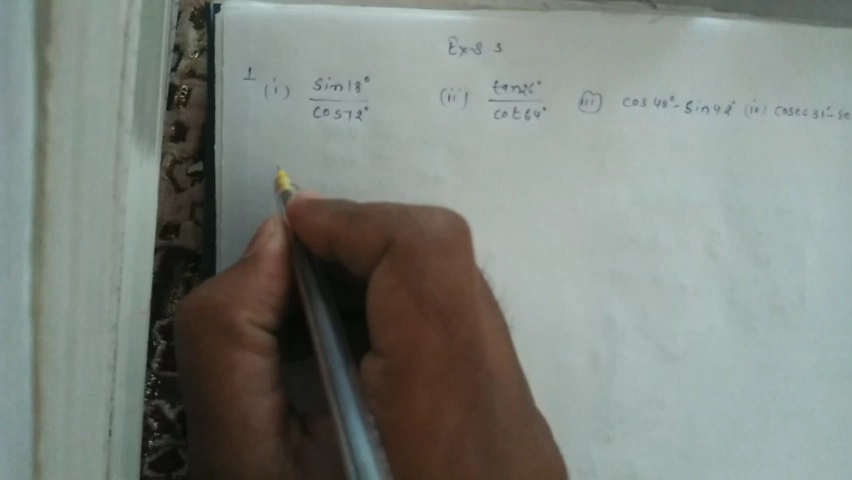 Ex-8.3
1 (i) sin18°/cos72° (ii) tan26°/cot64° (iii) cos48°-sin42° (iv) cosec31°-se